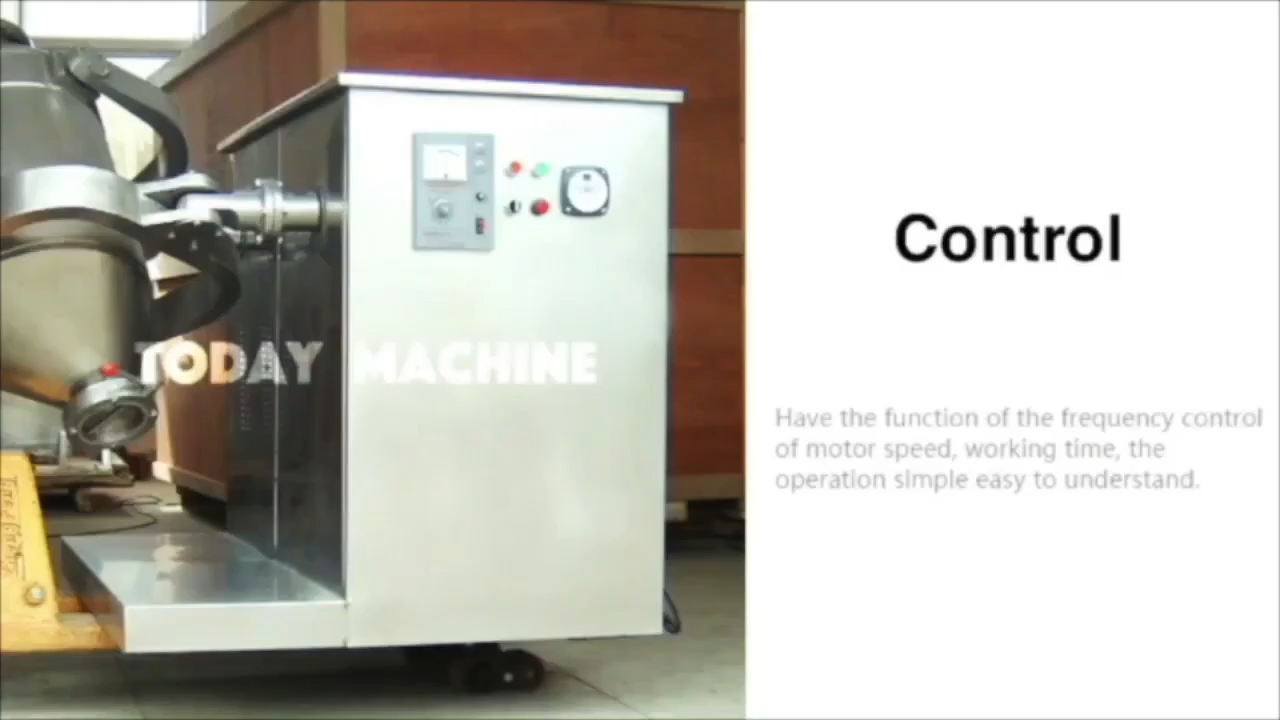 TODAY MACHINE
Control
Have the function of the frequency control
of motor speed, working time, the
operation simple easy to understand.